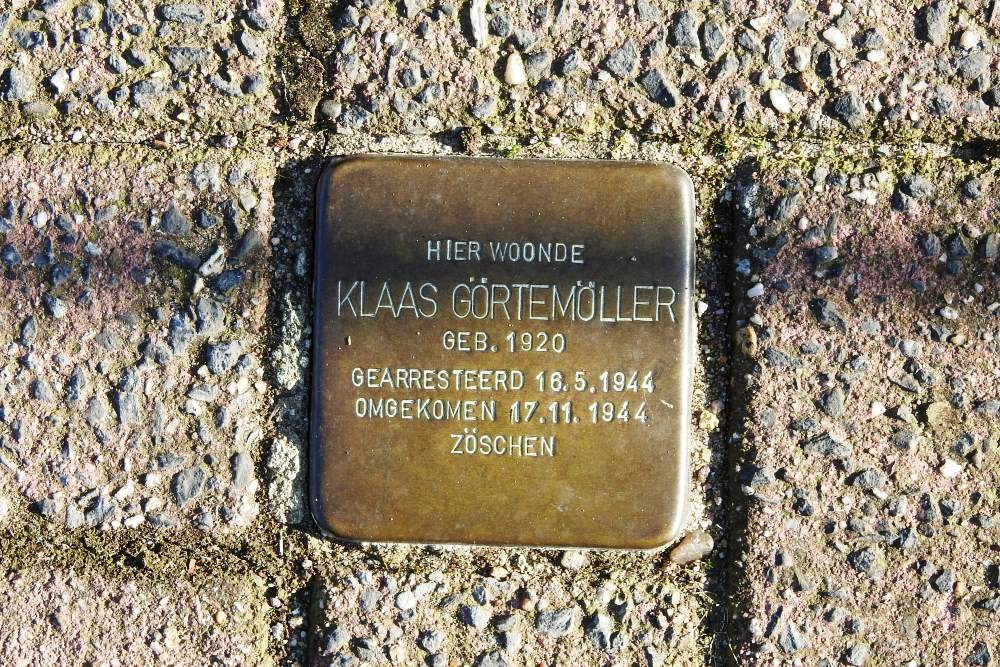 HIER WOONDE
KLAAS GÖRTEMÖLLER
GEB. 1920
GEARRESTEERD 16.5.1944
OMGEKOMEN 17.11.1944
ZÖSCHEN